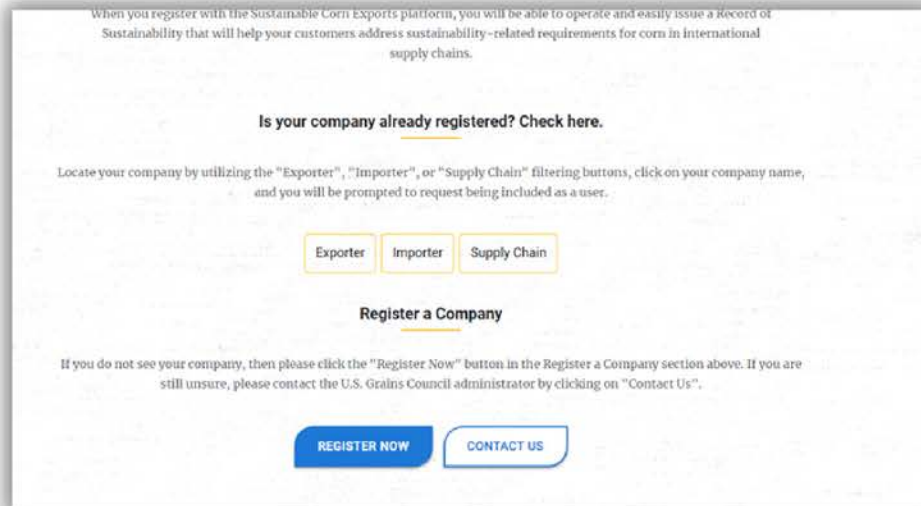 When you register with the Sustainable Corn Exports platform, you will be able to operate and easily issue a Record of
Sustainability that will help your customers address sustainability-related requirements for corn in international
supply chains.
Is your company already registered? Check here.
Locate your company by utilizing the "Exporter", "Importer", or "Supply Chain" filtering buttons, click on your company name,
and you will be prompted to request being included as a user.
Exporter Importer Supply Chain
Register a Company
If you do not see your company, then please click the "Register Now" button in the Register a Company section above. If you are
still unsure, please contact the U.S. Grains Council administrator by clicking on "Contact Us".
REGISTER NOW CONTACT US